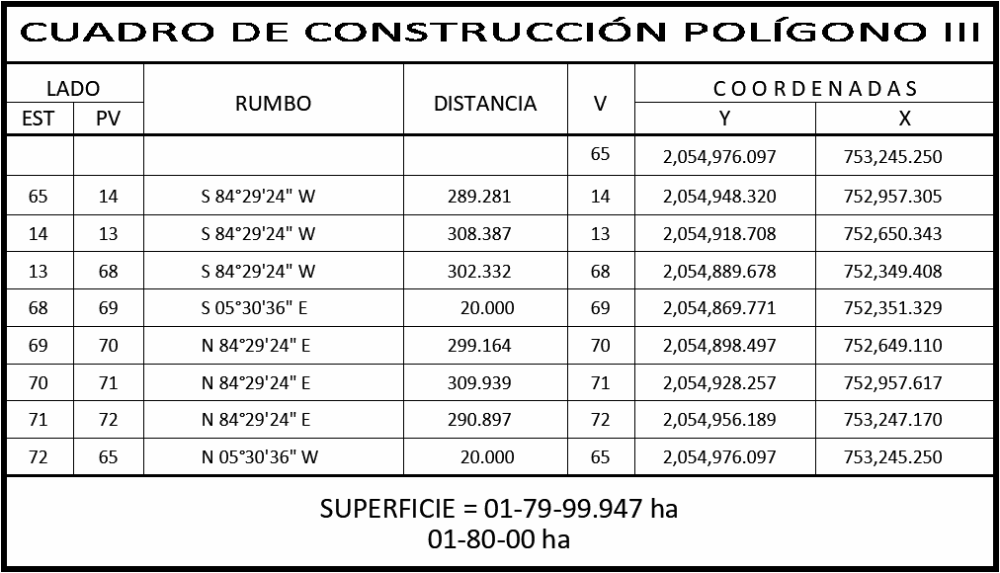 CUADRO DE CONSTRUCCIÓN POLÍGONO III
LADO RUMBO DISTANCIA V C O O R D E N A D A S
EST PV Y X
65 2,054,976.097 753,245.250
65 14 S 84°29'24" W 289.281 14 2,054,948.320 752,957.305
14 13 S 84°29'24" W 308.387 13 2,054,918.708 752,650.343
13 68 S 84°29'24" W 302.332 68 2,054,889.678 752,349.408
68 69 S 05°30'36" E 20.000 69 2,054,869.771 752,351.329
69 70 N 84°29'24" E 299.164 70 2,054,898.497 752,649.110
70 71 N 84°29'24" E 309.939 71 2,054,928.257 752,957.617
71 72 N 84°29'24" E 290.897 72 2,054,956.189 753,247.170
72 65 N 05°30'36" W 20.000 65 2,054,976.097 753,245.250
SUPERFICIE = 01-79-99.947 ha
01-80-00 ha